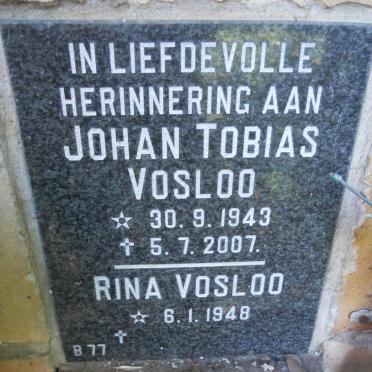 IN LIEFDEVOLLE
HERINNERING AAN
JOHAN TOBIAS
VOSLOO
☆ 30.9.1943
✝ 5.7.2007.
RINA VOSLOO
☆ 6.1.1948
✝
B77